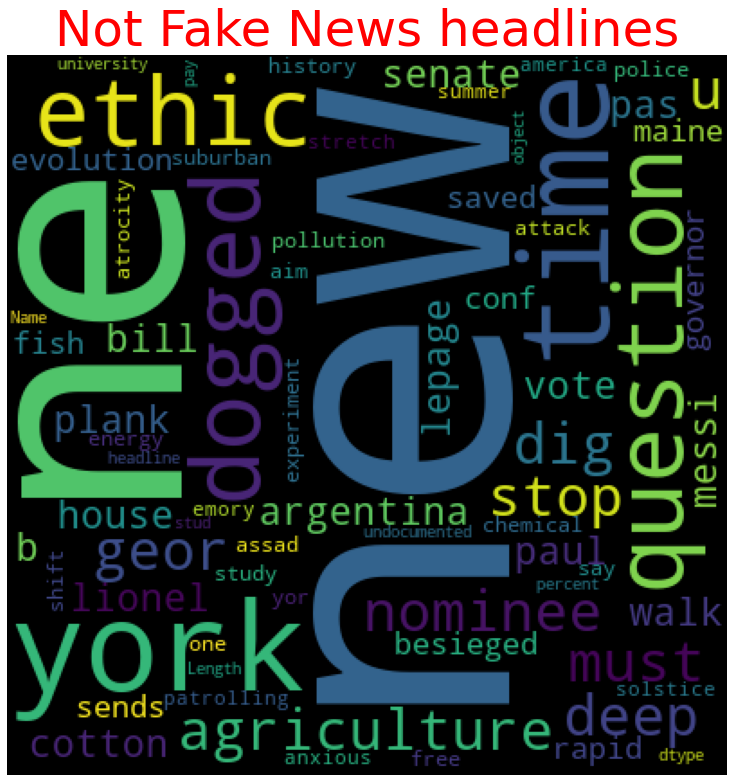 Not Fake News headlines
university
pay
history
senate
america
police
ethic
summer
u
pas
stretch
object
maine
evolution
suburban
new
time
ne
dogged
atrocity
saved
question
governor
attack
pollution
aim
conf
Name
fish
bill
lepage
vote
experiment
plank
energy
headline
dig
messi
stop
house
stud
emory
argentina
chemical
undocumented
b
geor
assad
paul
say
shift
study
percent
lionel
yor
nominee
walk
york
one
besieged
must
Length
solstice
sends
patrolling
deep
agriculture
cotton
anxious
free
rapid
dtype